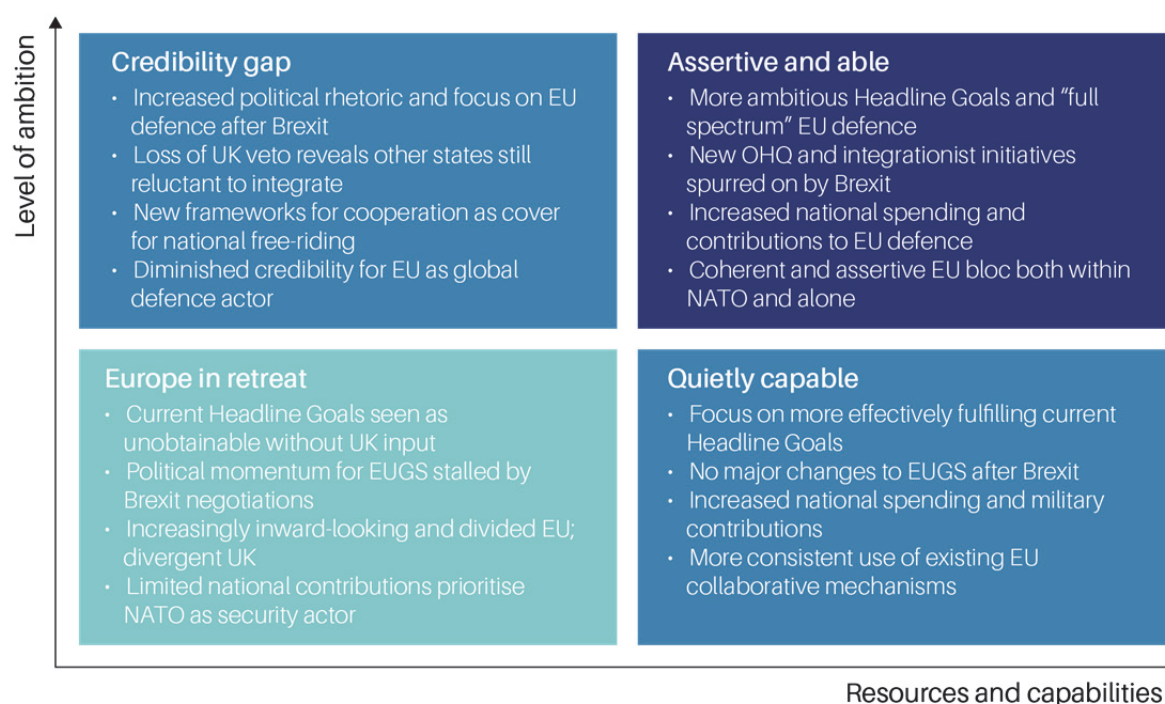 Level of ambition
Credibility gap
• Increased political rhetoric and focus on EU
defence after Brexit
• Loss of UK veto reveals other states still
reluctant to integrate
• New frameworks for cooperation as cover
for national free-riding
• Diminished credibility for EU as global
defence actor
Assertive and able
• More ambitious Headline Goals and “full
spectrum” EU defence
• New OHQ and integrationist initiatives
spurred on by Brexit
• Increased national spending and
contributions to EU defence
• Coherent and assertive EU bloc both within
NATO and alone
Europe in retreat
• Current Headline Goals seen as
unobtainable without UK input
• Political momentum for EUGS stalled by
Brexit negotiations
• Increasingly inward-looking and divided EU;
divergent UK
• Limited national contributions prioritise
NATO as security actor
Quietly capable
• Focus on more effectively fulfilling current
Headline Goals
• No major changes to EUGS after Brexit
• Increased national spending and military
contributions
• More consistent use of existing EU
collaborative mechanisms
Resources and capabilities